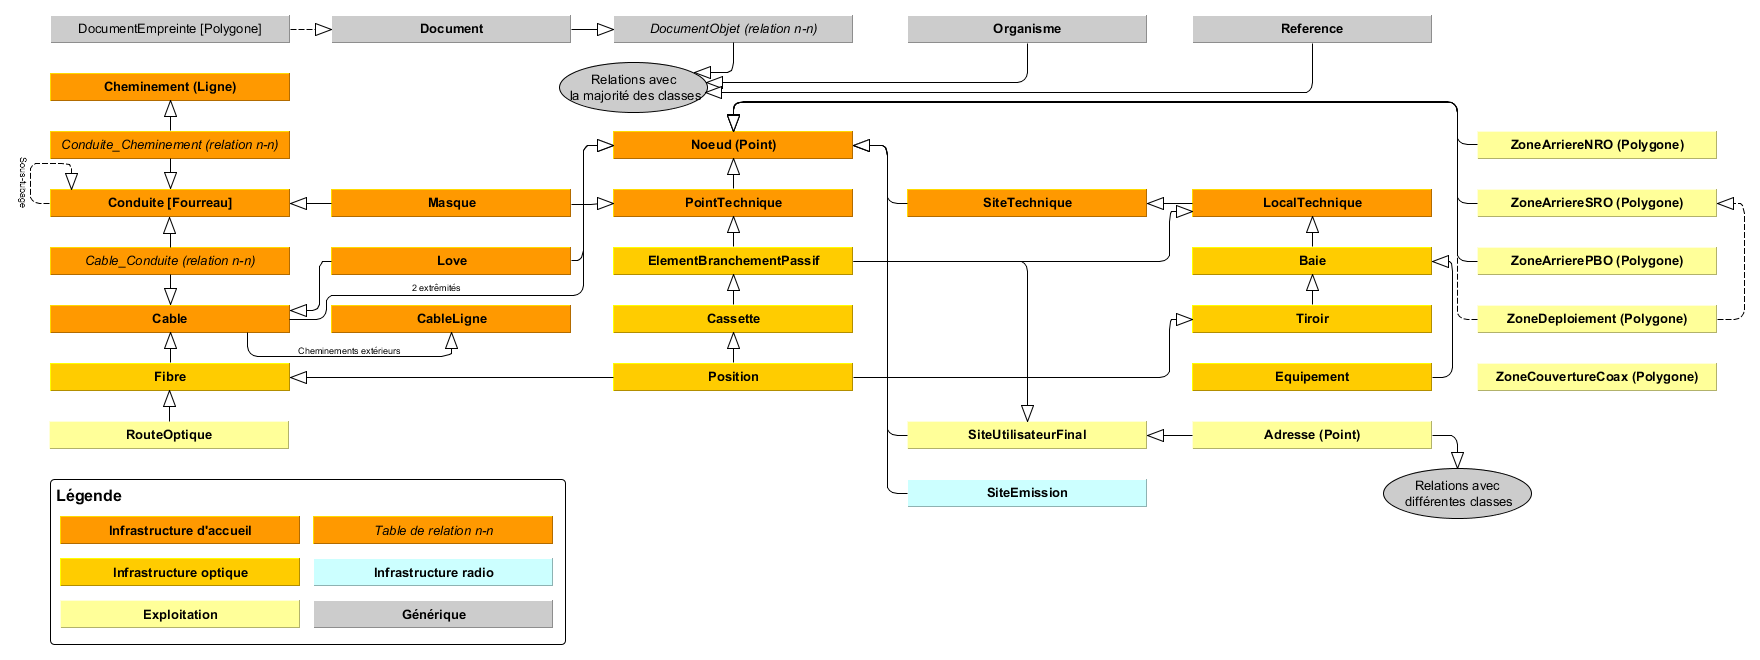 DocumentEmpreinte [Polygone]
Document
DocumentObjet (relation n-n)
Organisme
Reference
Relations avec
la majorité des classes
Cheminement (Ligne)
Conduite_Cheminement (relation n-n)
Noeud (Point)
ZoneArriereNRO (Polygone)
Sous-tubage
Conduite [Fourreau]
Masque
PointTechnique
SiteTechnique
LocalTechnique
ZoneArriereSRO (Polygone)
Cable_Conduite (relation n-n)
Love
ElementBranchementPassif
Baie
ZoneArrierePBO (Polygone)
2 extrêmités
Cable
CableLigne
Cassette
Tiroir
ZoneDeploiement (Polygone)
Cheminements extérieurs
Fibre
Position
Equipement
ZoneCouvertureCoax (Polygone)
RouteOptique
SiteUtilisateurFinal
Adresse (Point)
SiteEmission
Relations avec
différentes classes
Légende
Infrastructure d'accueil
Table de relation n-n
Infrastructure optique
Infrastructure radio
Exploitation
Générique